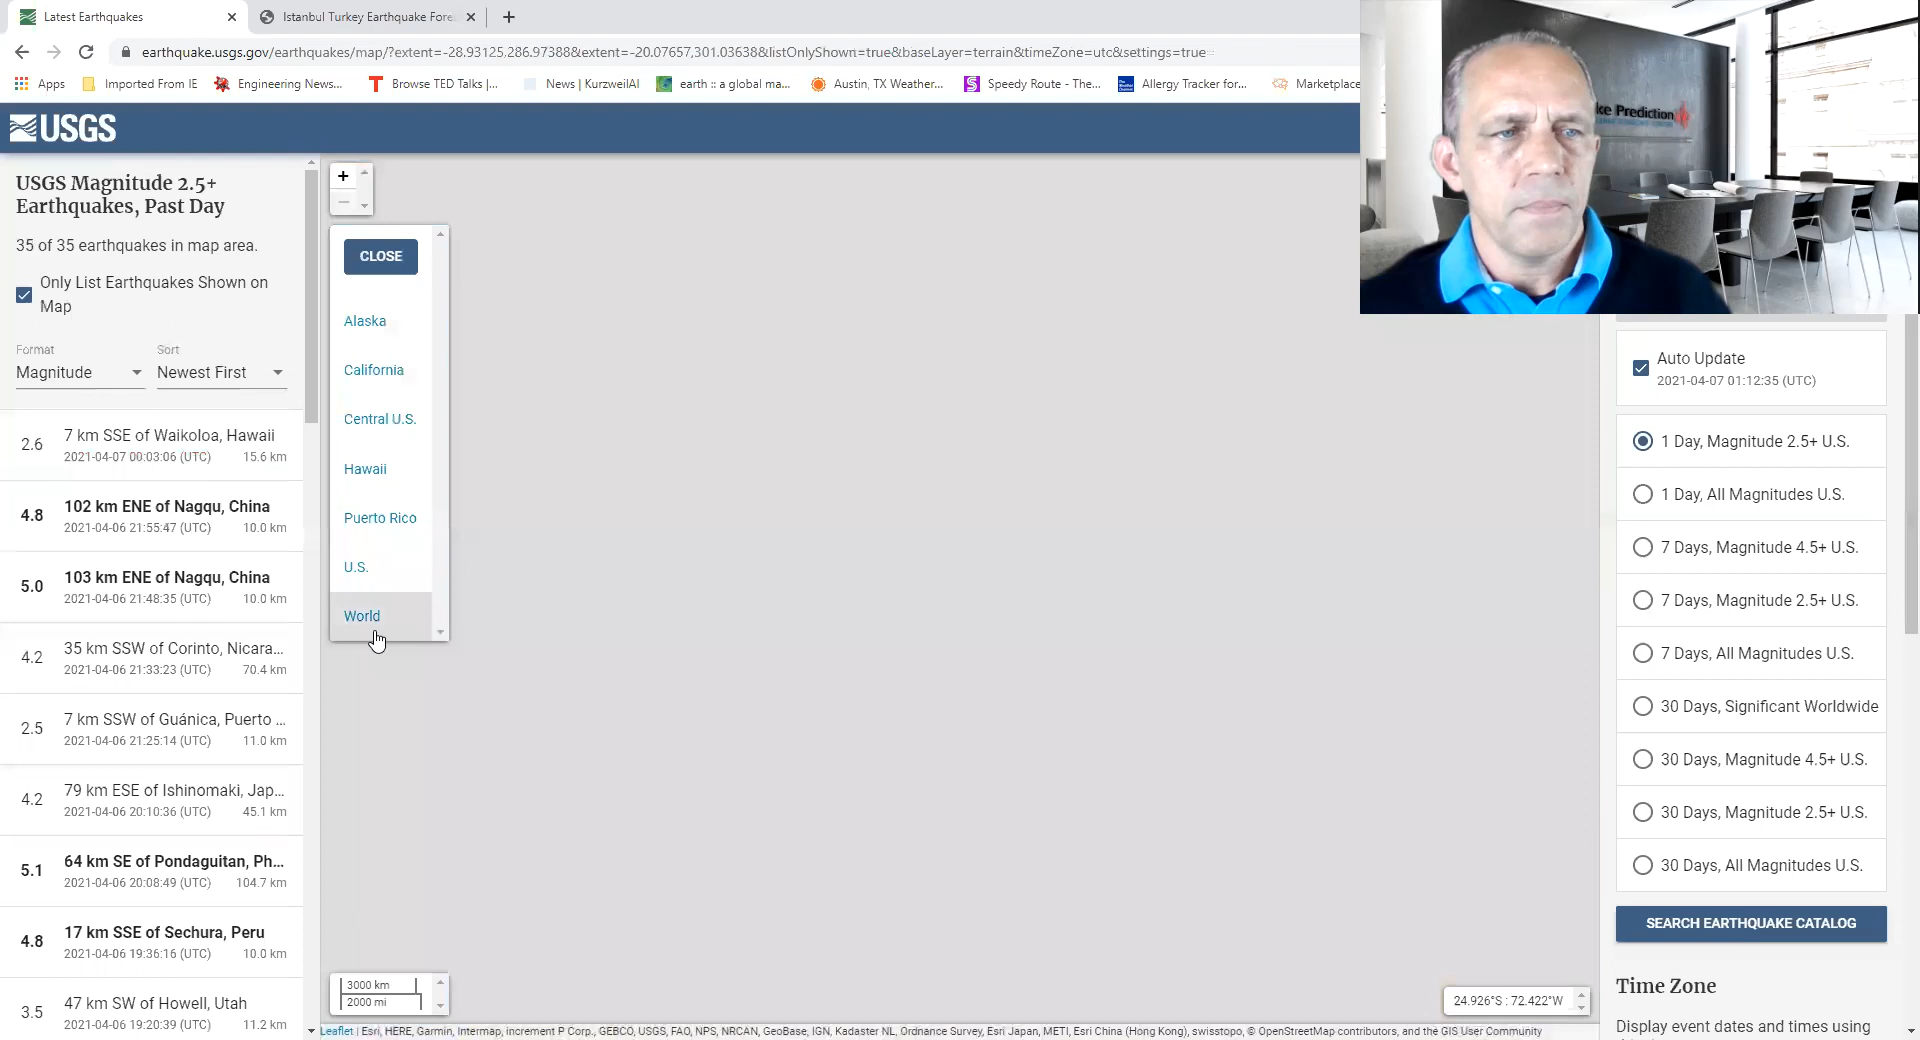 Latest Earthquakes
Istanbul Turkey Earthquake Fore
earthquake.usgs.gov/earthquakes/map/?extent=-28.93125,286.97388&extent=-20.07657,301.03638&listOnlyShown=true&baseLayer=terrain&timeZone=utc&settings=true
Apps
Imported From IE
Engineering News...
Browse TED Talks |...
News | KurzweilAI
earth :: a global ma...
Austin, TX Weather...
Speedy Route - The...
Allergy Tracker for...
Marketplace
ke Prediction
USGS
USGS Magnitude 2.5+
Earthquakes, Past Day
35 of 35 earthquakes in map area.
Only List Earthquakes Shown on
Map
Format
Sort
Magnitude
Newest First
2.6
7 km SSE of Waikoloa, Hawaii
2021-04-07 00:03:06 (UTC)
15.6 km
4.8
102 km ENE of Nagqu, China
2021-04-06 21:55:47 (UTC)
10.0 km
5.0
103 km ENE of Nagqu, China
2021-04-06 21:48:35 (UTC)
10.0 km
4.2
35 km SSW of Corinto, Nicara...
2021-04-06 21:33:23 (UTC)
70.4 km
2.5
7 km SSW of Guánica, Puerto ...
2021-04-06 21:25:14 (UTC)
11.0 km
4.2
79 km ESE of Ishinomaki, Jap...
2021-04-06 20:10:36 (UTC)
45.1 km
5.1
64 km SE of Pondaguitan, Ph...
2021-04-06 20:08:49 (UTC)
104.7 km
4.8
17 km SSE of Sechura, Peru
2021-04-06 19:36:16 (UTC)
10.0 km
3.5
47 km SW of Howell, Utah
2021-04-06 19:20:39 (UTC)
11.2 km
+
−
CLOSE
Alaska
California
Central U.S.
Hawaii
Puerto Rico
U.S.
World
3000 km
2000 mi
24.926°S : 72.422°W
Leaflet | Esri, HERE, Garmin, Intermap, increment P Corp., GEBCO, USGS, FAO, NPS, NRCAN, GeoBase, IGN, Kadaster NL, Ordnance Survey, Esri Japan, METI, Esri China (Hong Kong), swisstopo, © OpenStreetMap contributors, and the GIS User Community
Auto Update
2021-04-07 01:12:35 (UTC)
1 Day, Magnitude 2.5+ U.S.
1 Day, All Magnitudes U.S.
7 Days, Magnitude 4.5+ U.S.
7 Days, Magnitude 2.5+ U.S.
7 Days, All Magnitudes U.S.
30 Days, Significant Worldwide
30 Days, Magnitude 4.5+ U.S.
30 Days, Magnitude 2.5+ U.S.
30 Days, All Magnitudes U.S.
SEARCH EARTHQUAKE CATALOG
Time Zone
Display event dates and times using